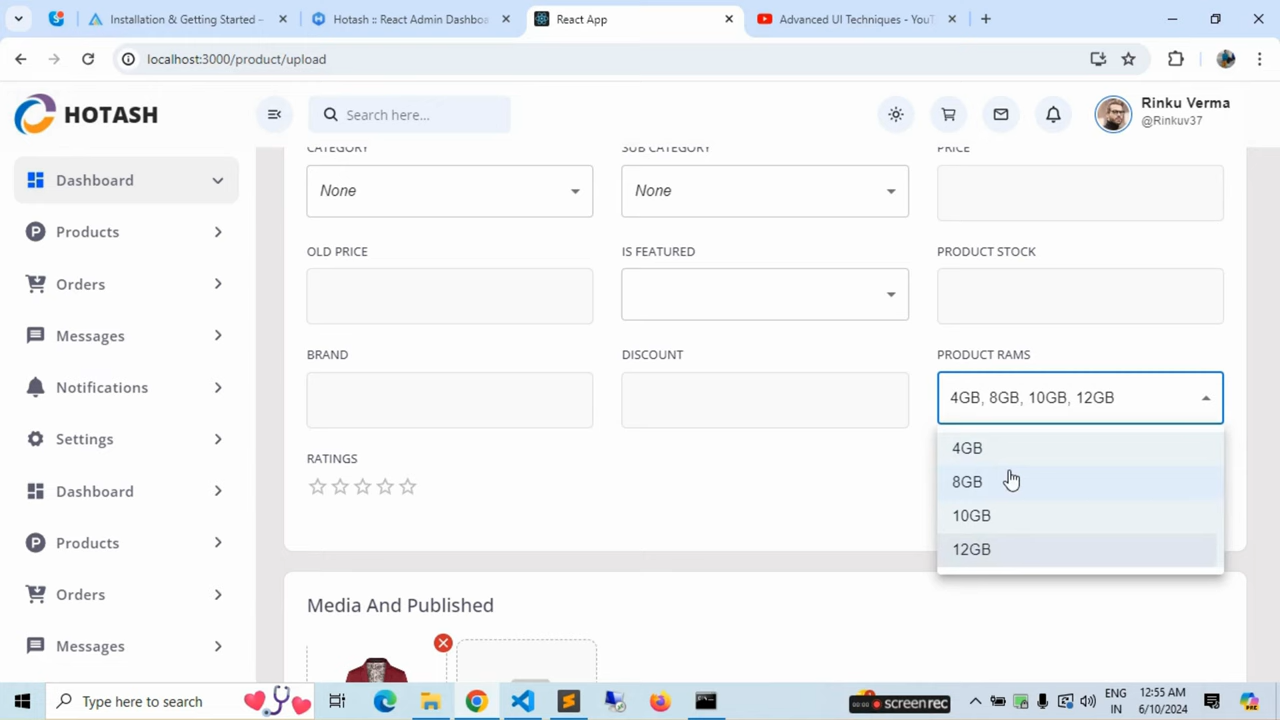 Installation & Getting Started –
Hotash :: React Admin Dashboa
React App
Advanced UI Techniques - YouT
localhost:3000/product/upload
HOTASH
Search here...
Rinku Verma
@Rinkuv37
Dashboard
Products
Orders
Messages
Notifications
Settings
Dashboard
Products
Orders
Messages
CATEGORY
SUB CATEGORY
PRICE
None
None
OLD PRICE
IS FEATURED
PRODUCT STOCK
BRAND
DISCOUNT
PRODUCT RAMS
4GB, 8GB, 10GB, 12GB
4GB
8GB
10GB
12GB
RATINGS
Media And Published
Type here to search
screenrec
ENG
IN
12:55 AM
6/10/2024